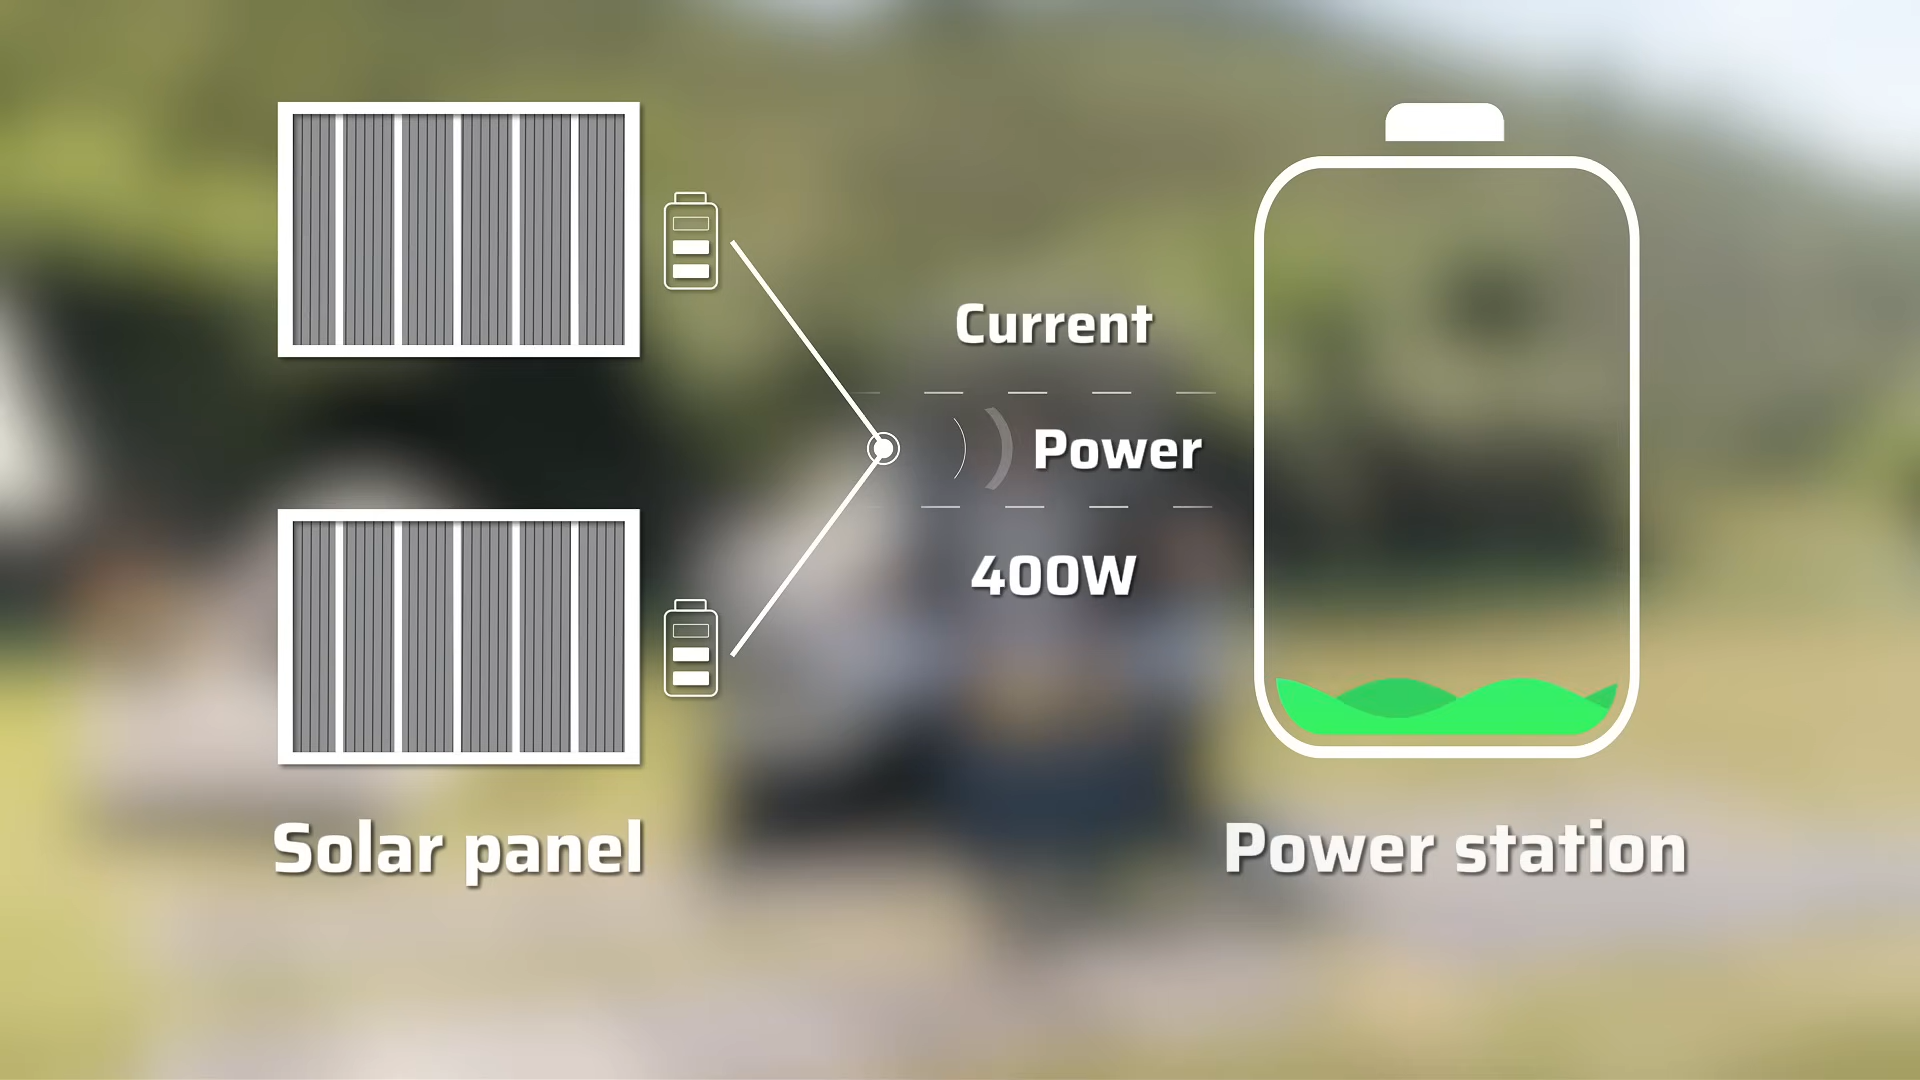 Current
Power
400W
Solar panel
Power station